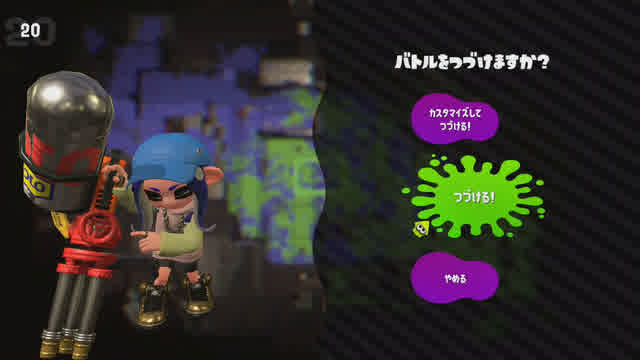 20
バトルをつづけますか？
カスタマイズして
つづける！
つづける！
やめる